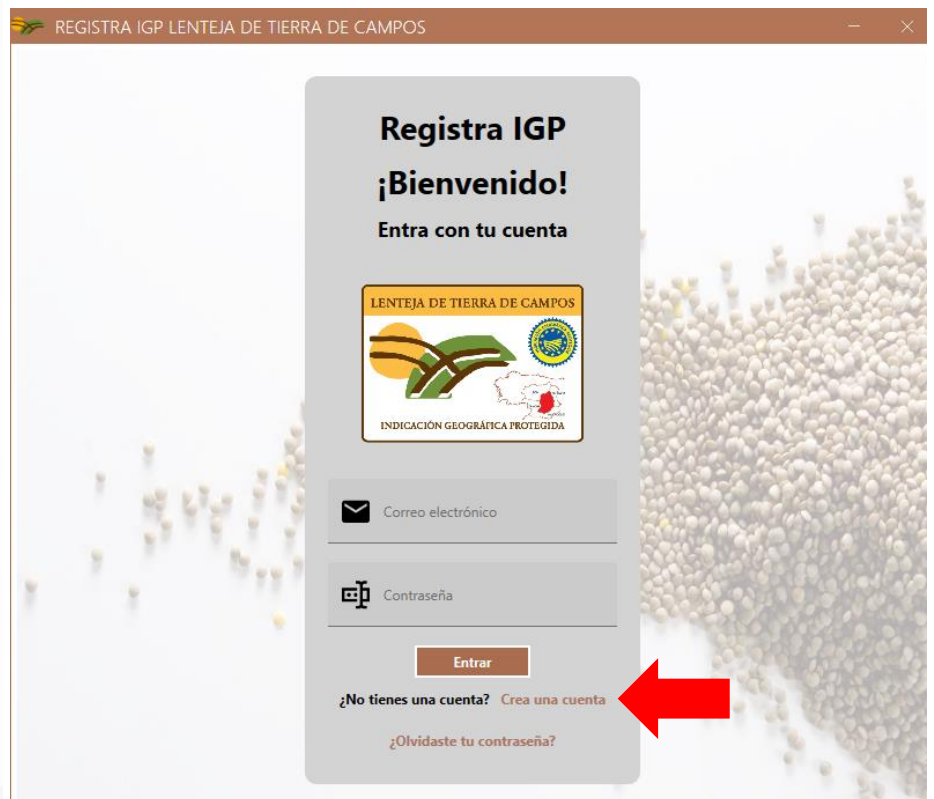 REGISTRA IGP LENTEJA DE TIERRA DE CAMPOS
Registra IGP
¡Bienvenido!
Entra con tu cuenta
LENTEJA DE TIERRA DE CAMPOS
INDICACIÓN GEOGRÁFICA PROTEGIDA
Correo electrónico
Contraseña
Entrar
¿No tienes una cuenta? Crea una cuenta
¿Olvidaste tu contraseña?